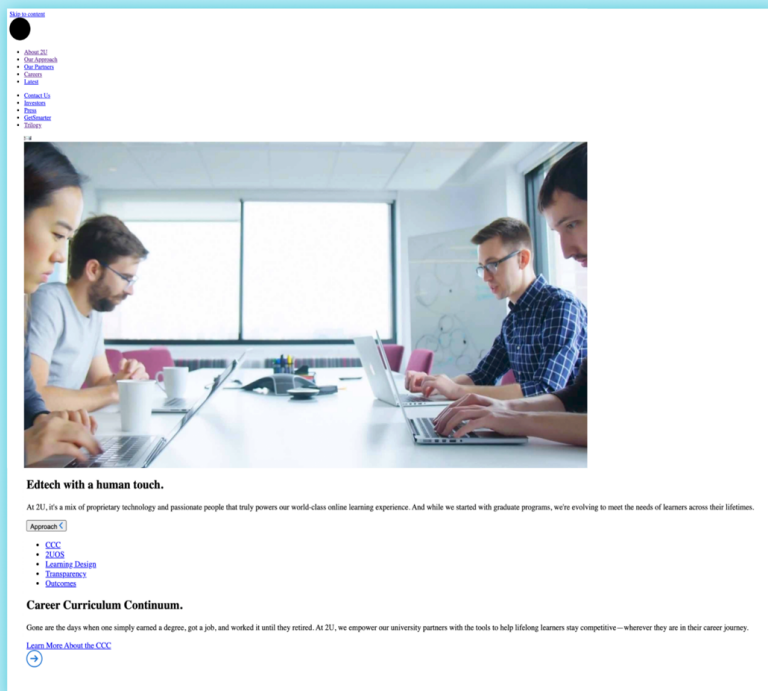 Skip to content
About 2U
Our Approach
Our Partners
Careers
Latest
Contact Us
Investors
Press
GetSmarter
Trilogy
Edtech with a human touch.
At 2U, it's a mix of proprietary technology and passionate people that truly powers our world-class online learning experience. And while we started with graduate programs, we're evolving to meet the needs of learners across their lifetimes.
Approach
CCC
2UOS
Learning Design
Transparency
Outcomes
Career Curriculum Continuum.
Gone are the days when one simply earned a degree, got a job, and worked it until they retired. At 2U, we empower our university partners with the tools to help lifelong learners stay competitive—wherever they are in their career journey.
Learn More About the CCC